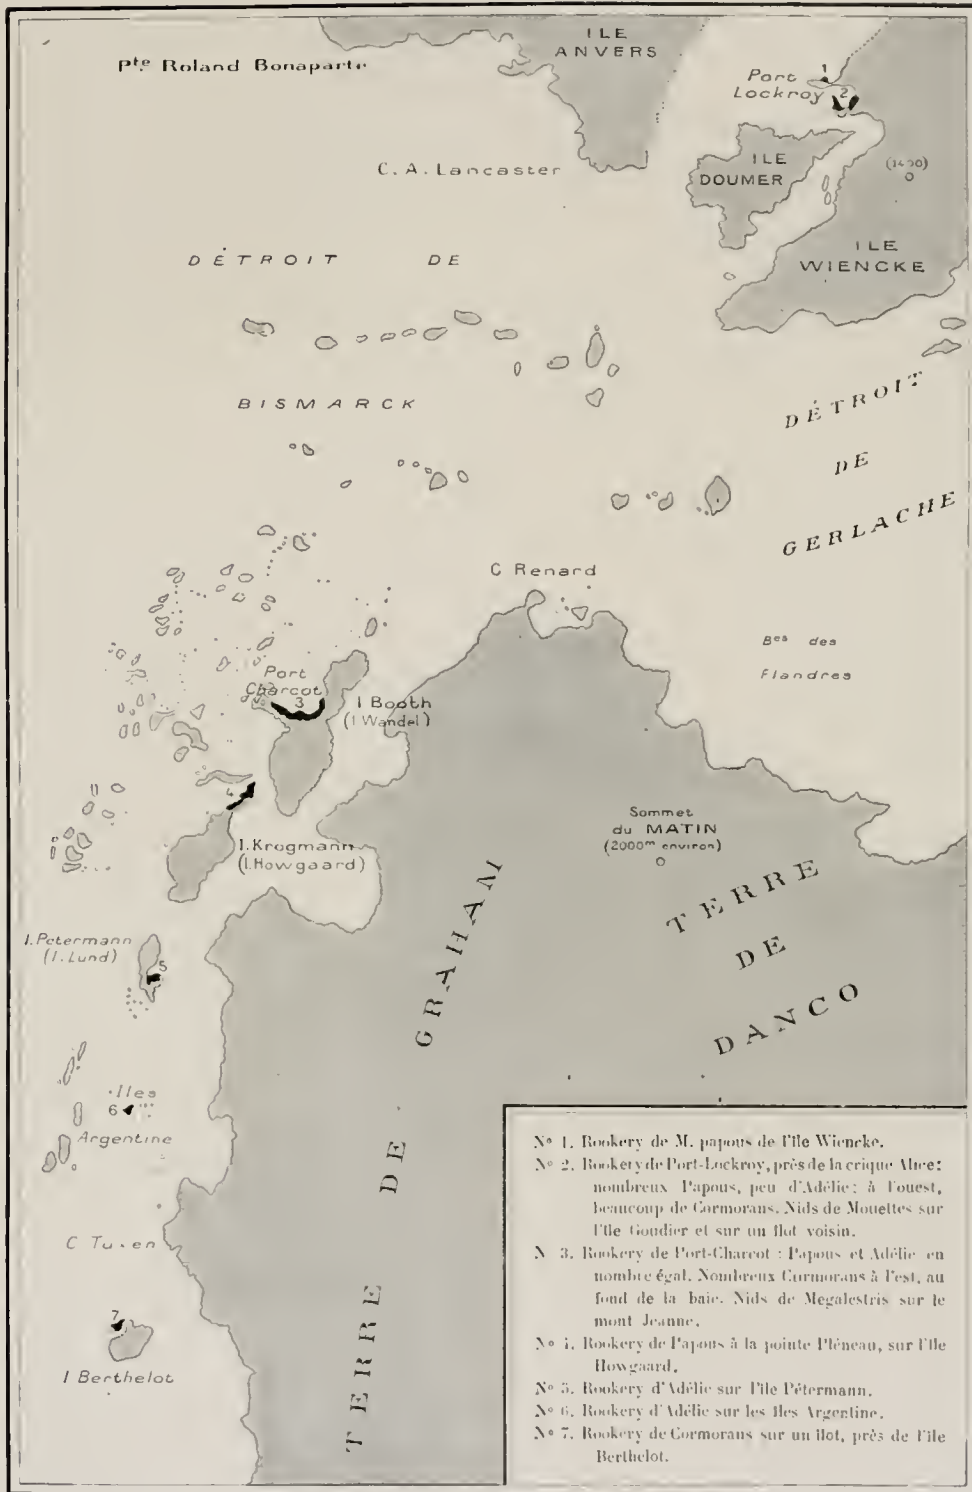 Pte Roland Bonaparte
ILE
ANVERS
Port
Lockroy
1
2
C. A. Lancaster
ILE
DOUMER
(1400)
ILE
WIENCKE
DÉTROIT DE
BISMARCK
DÉTROIT
DE
GERLACHE
C Renard
Bes des
Flandres
Port
Charcot
3
I Booth
(I Wandel)
4
I. Krogmann
(I. Howgaard)
Sommet
du MATIN
(2000m environ)
I. Petermann
(I. Lund)
5
TERRE
DE
DANCO
TERRE DE GRAHAM
Iles
6
Argentine
C Tuxen
7
I Berthelot
No 1. Rookery de M. papous de l'île Wiencke.
No 2. Rookery de Port-Lockroy, près de la crique Alice:
nombreux Papous, peu d'Adélie; à l'ouest,
beaucoup de Cormorans. Nids de Mouettes sur
l'île Goudier et sur un îlot voisin.
N 3. Rookery de Port-Charcot : Papous et Adélie en
nombre égal. Nombreux Cormorans à l'est, au
fond de la baie. Nids de Megalestris sur le
mont Jeanne.
No 4. Rookery de Papous à la pointe Pléneau, sur l'île
Howgaard.
No 5. Rookery d'Adélie sur l'île Pétermann.
No 6. Rookery d'Adélie sur les Iles Argentine.
No 7. Rookery de Cormorans sur un îlot, près de l'île
Berthelot.